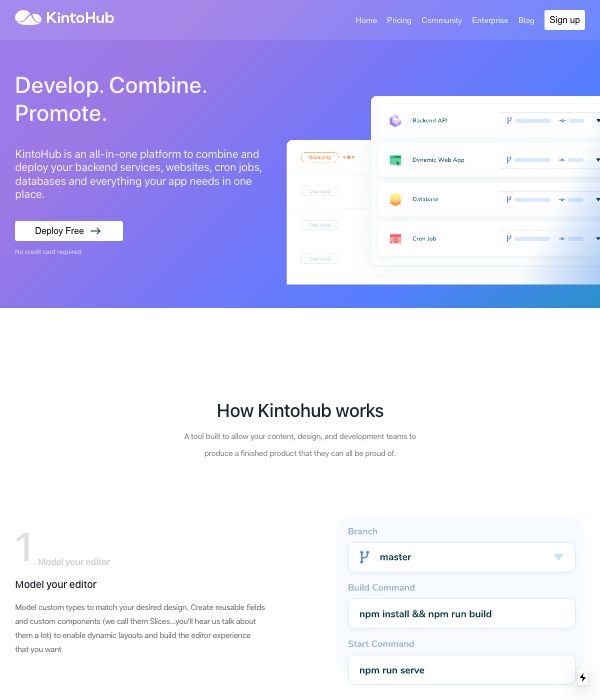 KintoHub
Home
Pricing
Community
Enterprise
Blog
Sign up
Develop. Combine.
Promote.
KintoHub is an all-in-one platform to combine and
deploy your backend services, websites, cron jobs,
databases and everything your app needs in one
place.
Deploy Free
No credit card required
Deploying
Deployed
Deployed
Deployed
Backend API
Dynamic Web App
Database
Cron Job
How Kintohub works
A tool built to allow your content, design, and development teams to
produce a finished product that they can all be proud of.
1. Model your editor
Model your editor
Model custom types to match your desired design. Create reusable fields
and custom components (we call them Slices...you'll hear us talk about
them a lot) to enable dynamic layouts and build the editor experience
that you want
Branch
master
Build Command
npm install && npm run build
Start Command
npm run serve